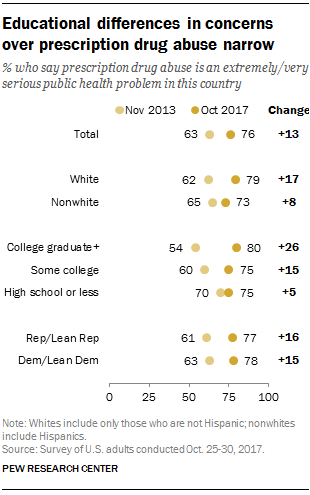 Educational differences in concerns
over prescription drug abuse narrow
% who say prescription drug abuse is an extremely/very
serious public health problem in this country
Nov 2013 Oct 2017 Change
Total 63 76 +13
White 62 79 +17
Nonwhite 65 73 +8
College graduate+ 54 80 +26
Some college 60 75 +15
High school or less 70 75 +5
Rep/Lean Rep 61 77 +16
Dem/Lean Dem 63 78 +15
0 25 50 75 100
Note: Whites include only those who are not Hispanic; nonwhites
include Hispanics.
Source: Survey of U.S. adults conducted Oct. 25-30, 2017.
PEW RESEARCH CENTER